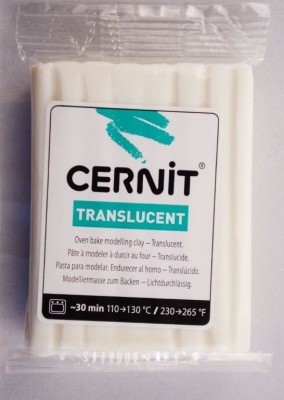 CERNIT®
TRANSLUCENT
Oven bake modelling clay – Translucent.
Pâte à modeler à durcir au four – Translucide.
Pasta para modelar. Endurecer al horno – Translúcido.
Modelliermasse zum Backen – Lichtdurchlässig.
~30 min 110→130 °C / 230→265 °F